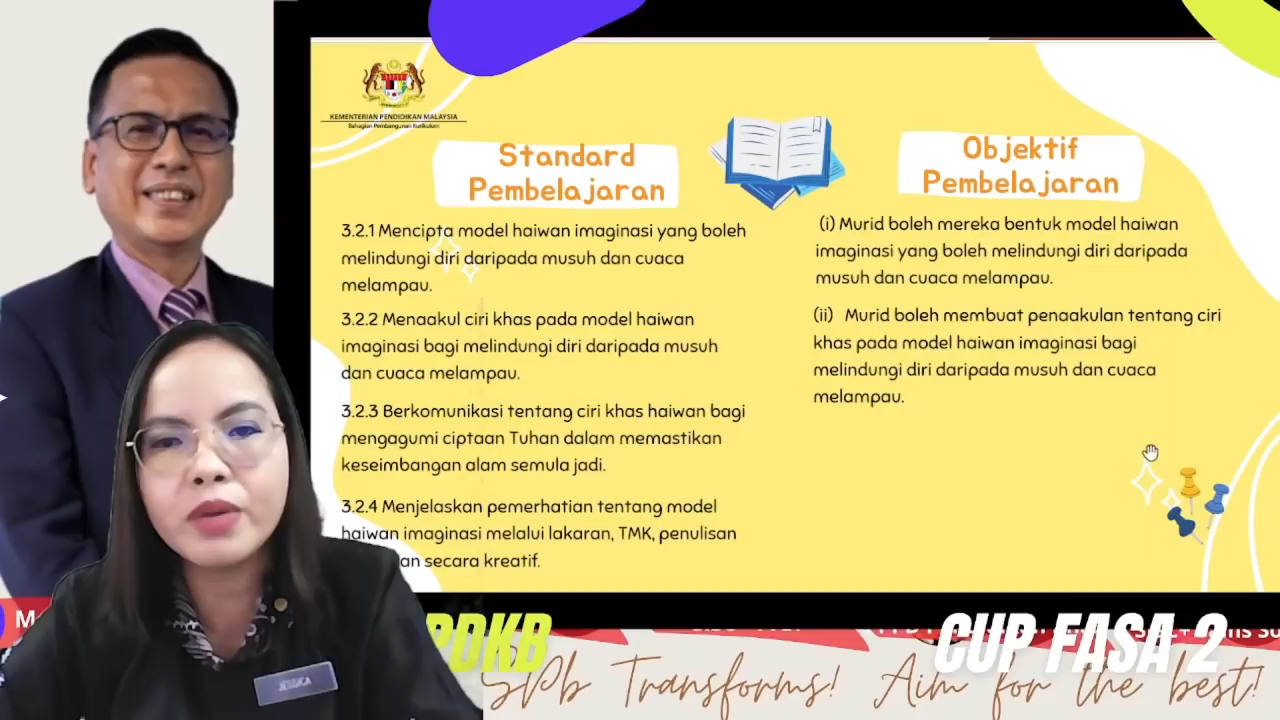 KEMENTERIAN PENDIDIKAN MALAYSIA
Bahagian Pembangunan Kurikulum
Standard
Pembelajaran
3.2.1 Mencipta model haiwan imaginasi yang boleh
melindungi diri daripada musuh dan cuaca
melampau.
3.2.2 Menaakul ciri khas pada model haiwan
imaginasi bagi melindungi diri daripada musuh
dan cuaca melampau.
3.2.3 Berkomunikasi tentang ciri khas haiwan bagi
mengagumi ciptaan Tuhan dalam memastikan
keseimbangan alam semula jadi.
3.2.4 Menjelaskan pemerhatian tentang model
haiwan imaginasi melalui lakaran, TMK, penulisan
secara kreatif.
Objektif
Pembelajaran
(i) Murid boleh mereka bentuk model haiwan
imaginasi yang boleh melindungi diri daripada
musuh dan cuaca melampau.
(ii) Murid boleh membuat penaakulan tentang ciri
khas pada model haiwan imaginasi bagi
melindungi diri daripada musuh dan cuaca
melampau.
PDKB
CUP FASA 2
SPb Transforms! Aim for the best!